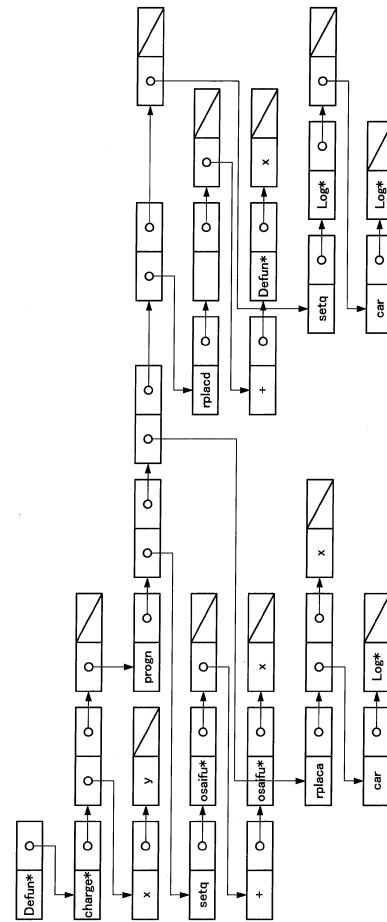 Defun*
charge*
x y
progn
setq osaifu*
+ osaifu* x
rplaca x
car Log*
rplacd
+ Defun* x
setq Log*
car Log*